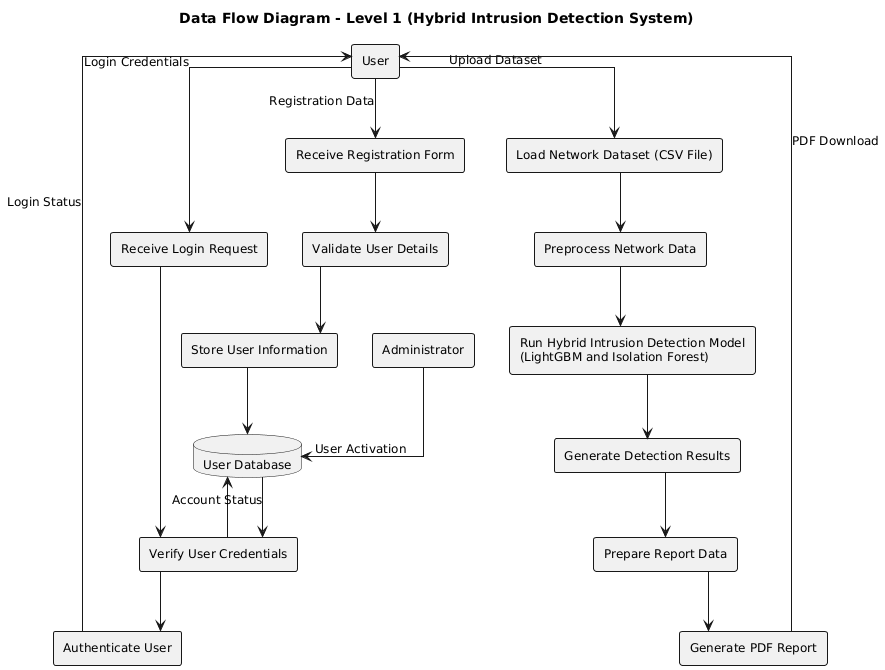 Data Flow Diagram - Level 1 (Hybrid Intrusion Detection System)
User
Login Credentials
Upload Dataset
Registration Data
PDF Download
Receive Registration Form
Load Network Dataset (CSV File)
Login Status
Receive Login Request
Validate User Details
Preprocess Network Data
Store User Information
Administrator
Run Hybrid Intrusion Detection Model
(LightGBM and Isolation Forest)
User Activation
User Database
Generate Detection Results
Account Status
Verify User Credentials
Prepare Report Data
Authenticate User
Generate PDF Report